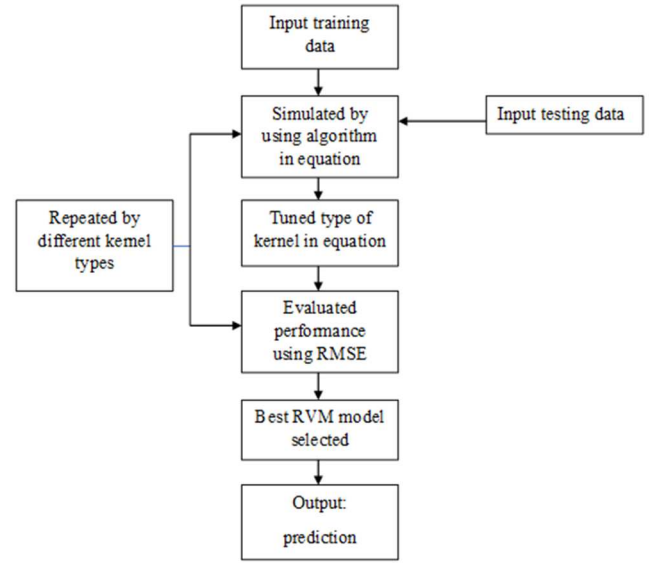 Input training
data
Simulated by
using algorithm
in equation
Input testing data
Repeated by
different kernel
types
Tuned type of
kernel in equation
Evaluated
performance
using RMSE
Best RVM model
selected
Output:
prediction